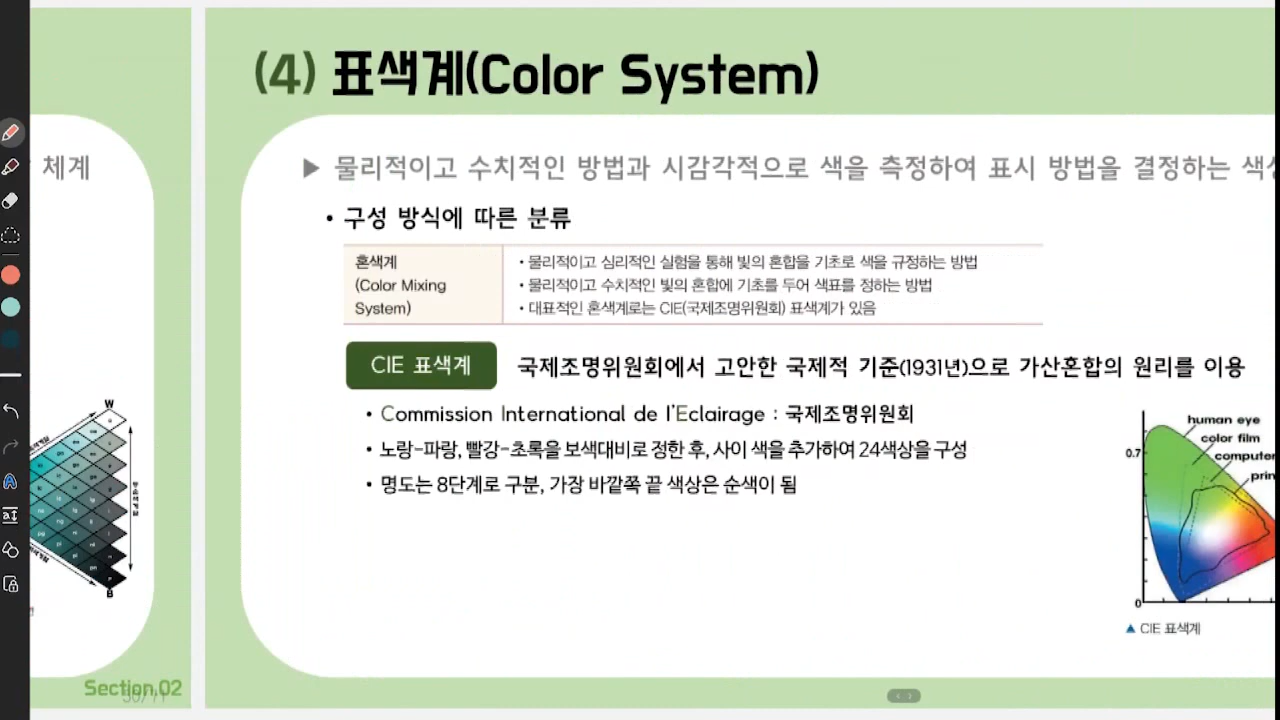 체계
W
B
Section.02
(4) 표색계(Color System)
▶ 물리적이고 수치적인 방법과 시감각적으로 색을 측정하여 표시 방법을 결정하는 색상
• 구성 방식에 따른 분류
혼색계
(Color Mixing
System)
• 물리적이고 심리적인 실험을 통해 빛의 혼합을 기초로 색을 규정하는 방법
• 물리적이고 수치적인 빛의 혼합에 기초를 두어 색표를 정하는 방법
• 대표적인 혼색계로는 CIE(국제조명위원회) 표색계가 있음
CIE 표색계
국제조명위원회에서 고안한 국제적 기준(1931년)으로 가산혼합의 원리를 이용
• Commission International de l'Eclairage : 국제조명위원회
• 노랑-파랑, 빨강-초록을 보색대비로 정한 후, 사이 색을 추가하여 24색상을 구성
• 명도는 8단계로 구분, 가장 바깥쪽 끝 색상은 순색이 됨
human eye
color film
computer
prin
0.7
0
▲ CIE 표색계